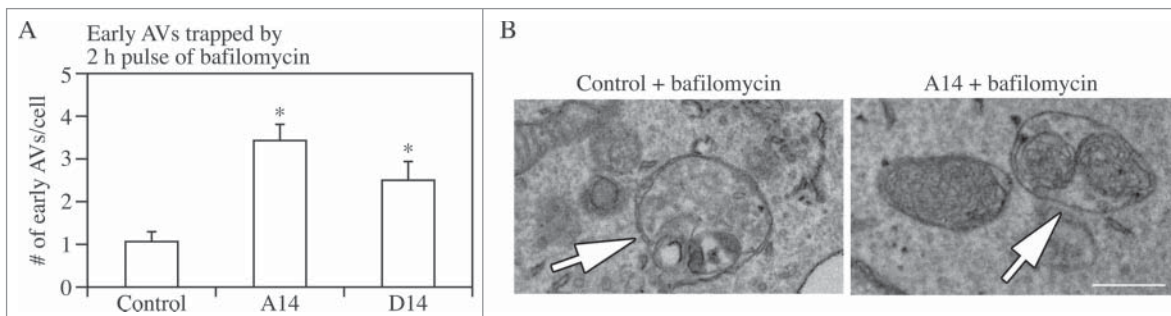 A
Early AVs trapped by
2 h pulse of bafilomycin
# of early AVs/cell
5
4
3
2
1
0
*
*
Control A14 D14
B
Control + bafilomycin
A14 + bafilomycin